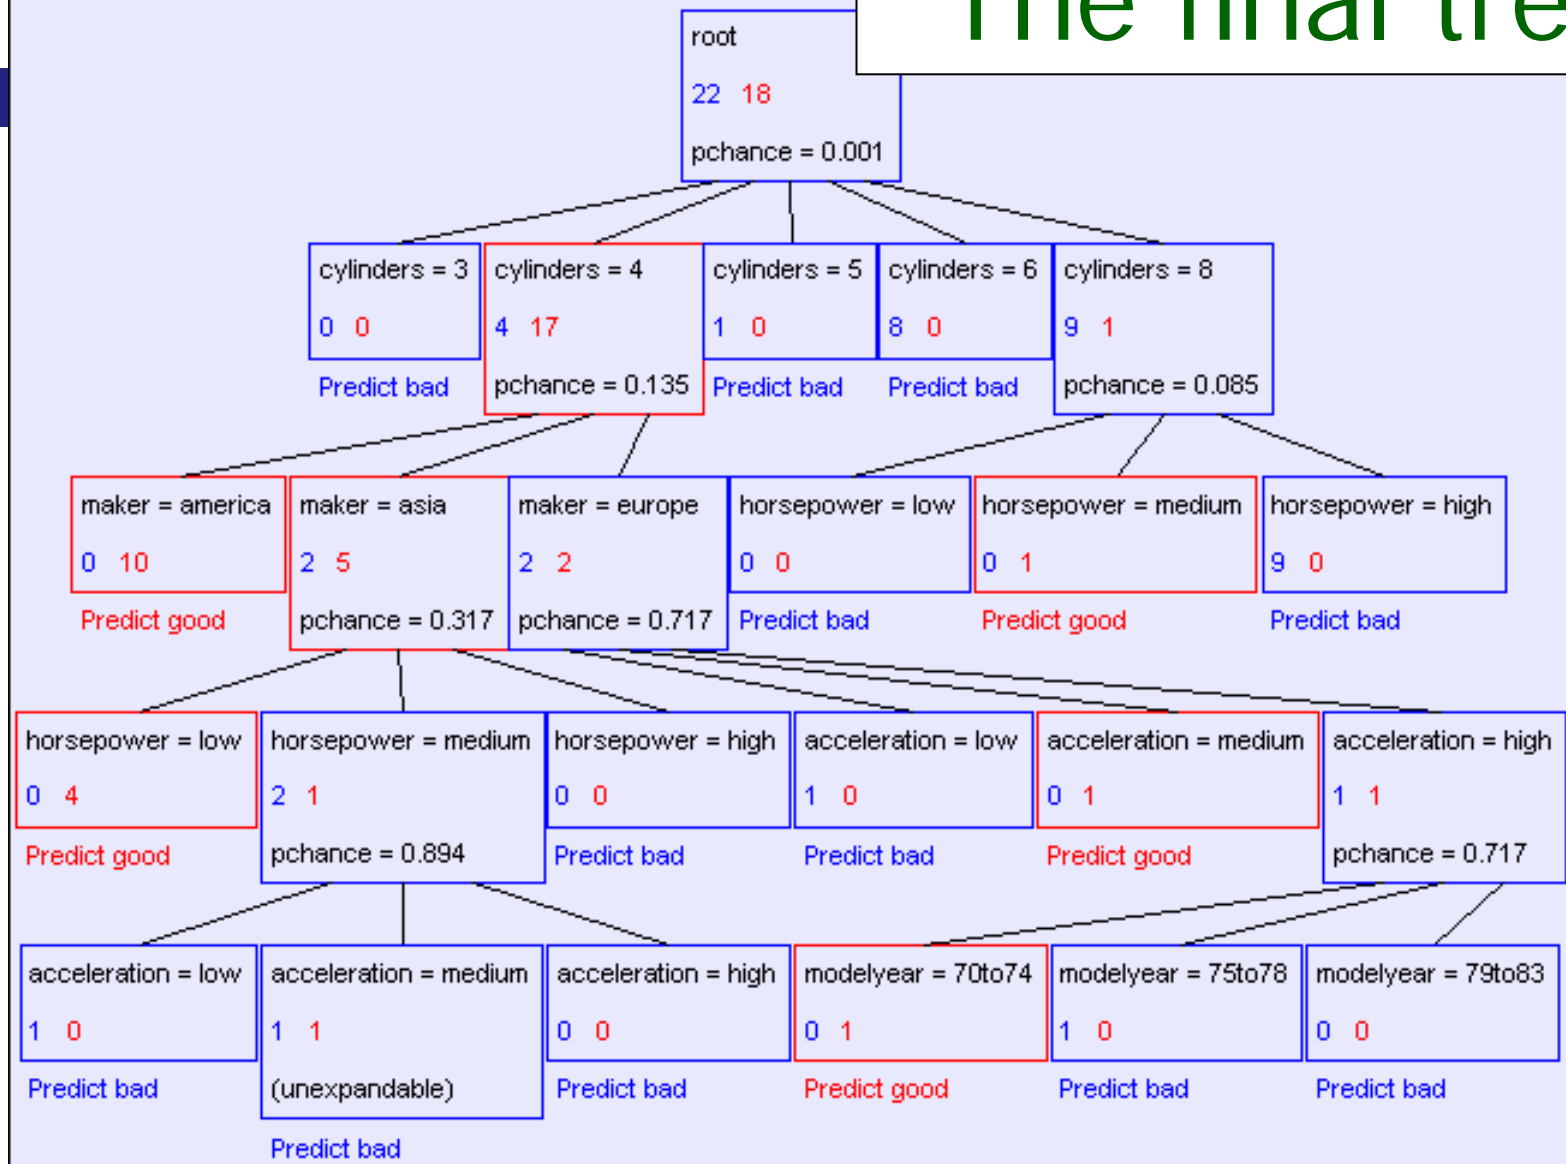 The final tre
root
22 18
pchance = 0.001
cylinders = 3
0 0
Predict bad
cylinders = 4
4 17
pchance = 0.135
cylinders = 5
1 0
Predict bad
cylinders = 6
8 0
Predict bad
cylinders = 8
9 1
pchance = 0.085
maker = america
0 10
Predict good
maker = asia
2 5
pchance = 0.317
maker = europe
2 2
pchance = 0.717
horsepower = low
0 0
Predict bad
horsepower = medium
0 1
Predict good
horsepower = high
9 0
Predict bad
horsepower = low
0 4
Predict good
horsepower = medium
2 1
pchance = 0.894
horsepower = high
0 0
Predict bad
acceleration = low
1 0
Predict bad
acceleration = medium
0 1
Predict good
acceleration = high
1 1
pchance = 0.717
acceleration = low
1 0
Predict bad
acceleration = medium
1 1
(unexpandable)
Predict bad
acceleration = high
0 0
Predict bad
modelyear = 70to74
0 1
Predict good
modelyear = 75to78
1 0
Predict bad
modelyear = 79to83
0 0
Predict bad